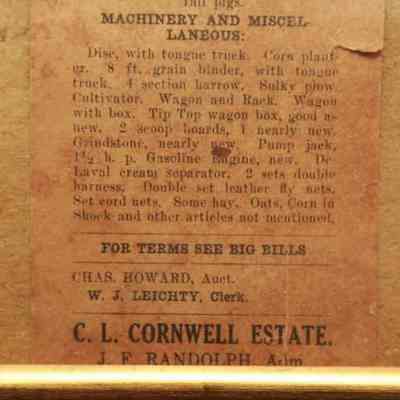 Tall pigs.
MACHINERY AND MISCEL-
LANEOUS:
Disc, with tongue truck. Corn plant
er. 8 ft. grain binder, with tongue
truck. 4 section harrow. Sulky plow
Cultivator. Wagon and Rack. Wagon
with box. Tip Top wagon box, good as
new. 2 scoop boards, 1 nearly new.
Grindstone, nearly new. Pump jack,
1½ h. p. Gasoline Engine, new. De-
Laval cream separator. 2 sets double
harness. Double set leather fly nets.
Set cord nets. Some hay. Oats, Corn in
Shock and other articles not mentioned.
FOR TERMS SEE BIG BILLS
CHAS. HOWARD, Auct.
W. J. LEICHTY, Clerk.
C. L. CORNWELL ESTATE.
J. F. RANDOLPH, Adm.